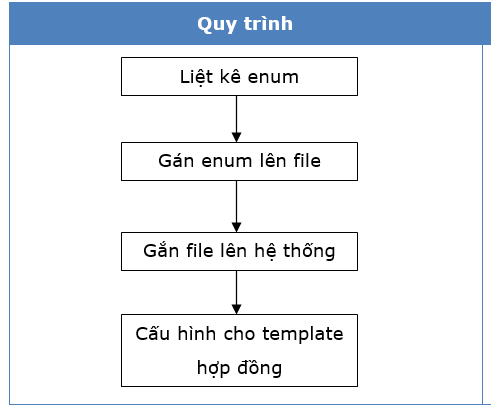 Quy trình
Liệt kê enum
Gán enum lên file
Gắn file lên hệ thống
Cấu hình cho template
hợp đồng